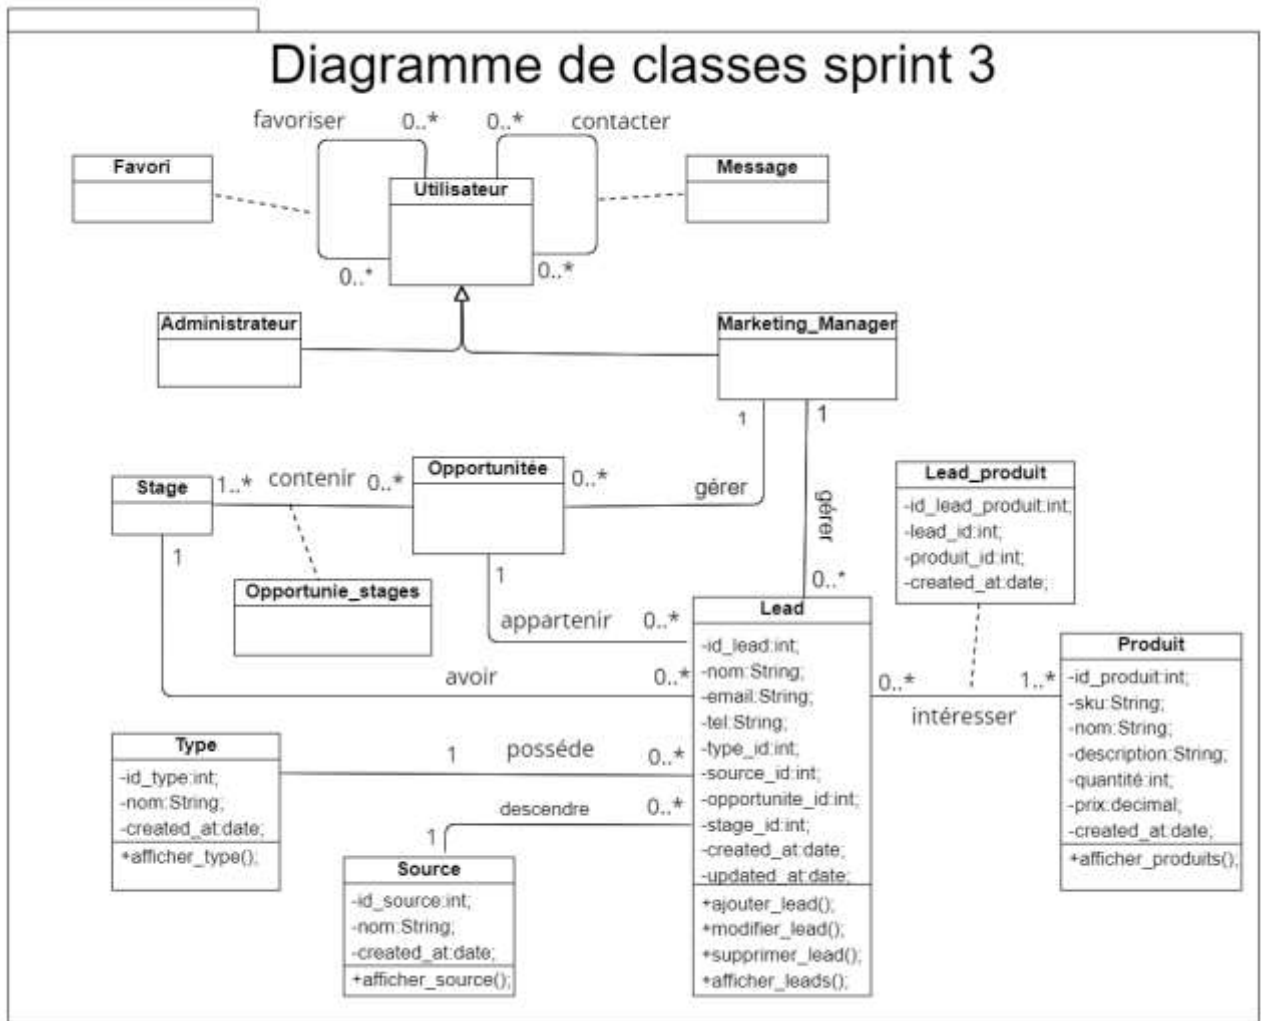 Diagramme de classes sprint 3
favoriser 0..* 0..* contacter
Favori
Utilisateur
Message
0..* 0..*
Administrateur
Marketing_Manager
1 1
Stage
1..* contenir 0..*
Opportunitée
0..* gérer
gérer
Lead_produit
-id_lead_produit:int;
-lead_id:int;
-produit_id:int;
-created_at:date;
1
1
0..*
Opportunie_stages
appartenir 0..*
avoir 0..*
Lead
-id_lead:int;
-nom:String;
-email:String;
-tel:String;
-type_id:int;
-source_id:int;
-opportunite_id:int;
-stage_id:int;
-created_at:date;
-updated_at:date;
+ajouter_lead();
+modifier_lead();
+supprimer_lead();
+afficher_leads();
0..* 1..*
intéresser
Produit
-id_produit:int;
-sku:String;
-nom:String;
-description:String;
-quantité:int;
-prix:decimal;
-created_at:date;
+afficher_produits();
Type
-id_type:int;
-nom:String;
-created_at:date;
+afficher_type();
1 posséde 0..*
descendre 0..*
1
Source
-id_source:int;
-nom:String;
-created_at:date;
+afficher_source();